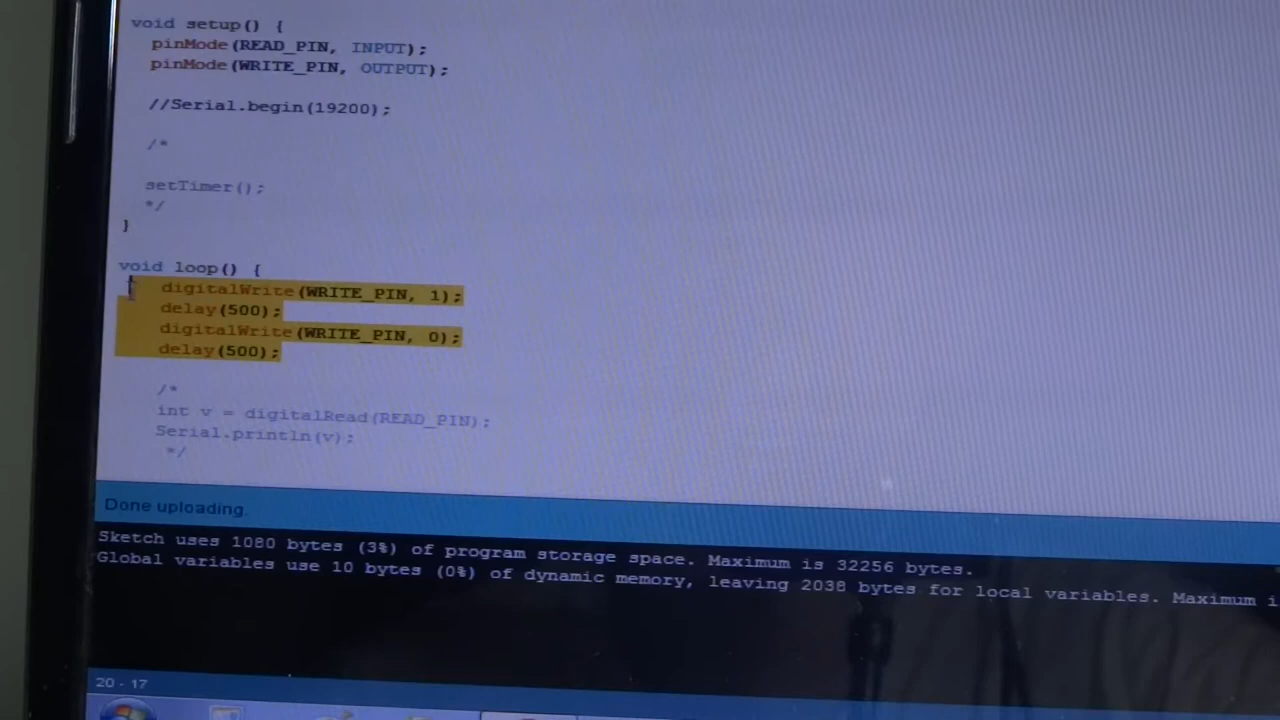 void setup() {
pinMode(READ_PIN, INPUT);
pinMode(WRITE_PIN, OUTPUT);
//Serial.begin(19200);
/*
setTimer();
*/
}
void loop() {
digitalWrite(WRITE_PIN, 1);
delay(500);
digitalWrite(WRITE_PIN, 0);
delay(500);
/*
int v = digitalRead(READ_PIN);
Serial.println(v);
*/
Done uploading.
Sketch uses 1080 bytes (3%) of program storage space. Maximum is 32256 bytes.
Global variables use 10 bytes (0%) of dynamic memory, leaving 2038 bytes for local variables. Maximum i
20 - 17